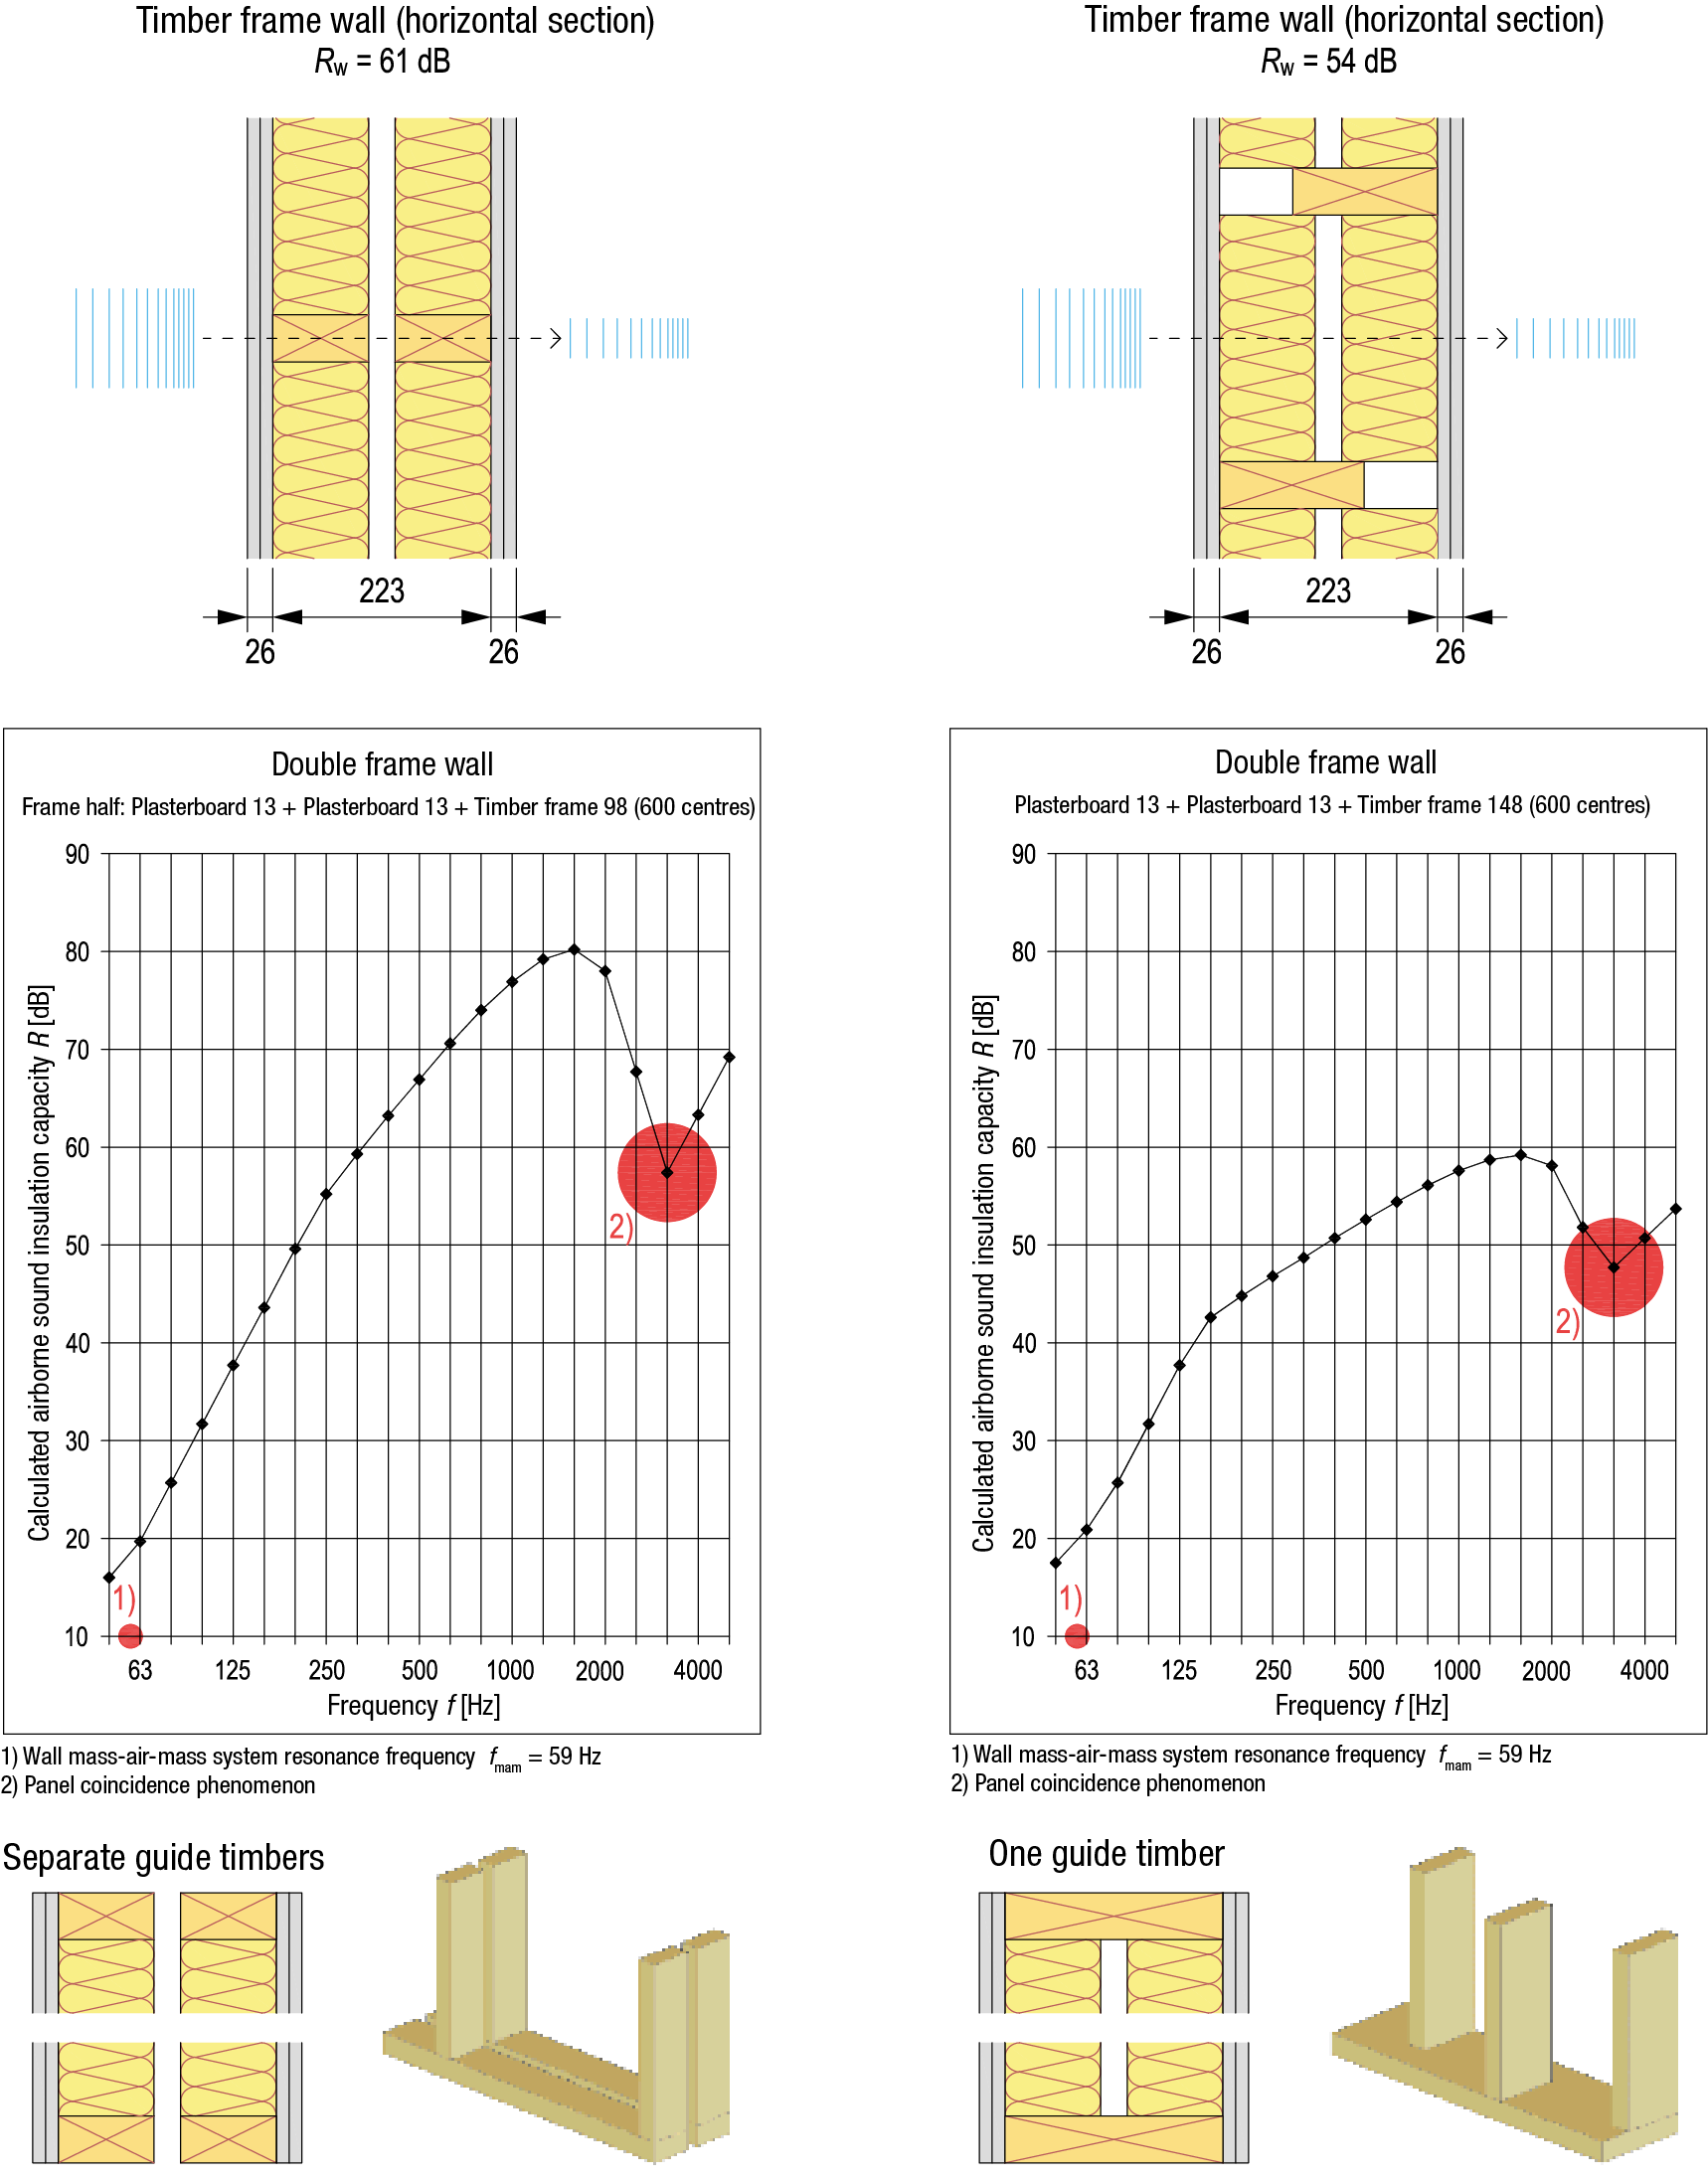 Timber frame wall (horizontal section)
Rw = 61 dB
223
26
26
Double frame wall
Frame half: Plasterboard 13 + Plasterboard 13 + Timber frame 98 (600 centres)
Calculated airborne sound insulation capacity R [dB]
90
80
70
60
50
40
30
20
10
2)
1)
63
125
250
500
1000
2000
4000
Frequency f [Hz]
1) Wall mass-air-mass system resonance frequency fmam = 59 Hz
2) Panel coincidence phenomenon
Separate guide timbers
Timber frame wall (horizontal section)
Rw = 54 dB
223
26
26
Double frame wall
Plasterboard 13 + Plasterboard 13 + Timber frame 148 (600 centres)
Calculated airborne sound insulation capacity R [dB]
90
80
70
60
50
40
30
20
10
2)
1)
63
125
250
500
1000
2000
4000
Frequency f [Hz]
1) Wall mass-air-mass system resonance frequency fmam = 59 Hz
2) Panel coincidence phenomenon
One guide timber